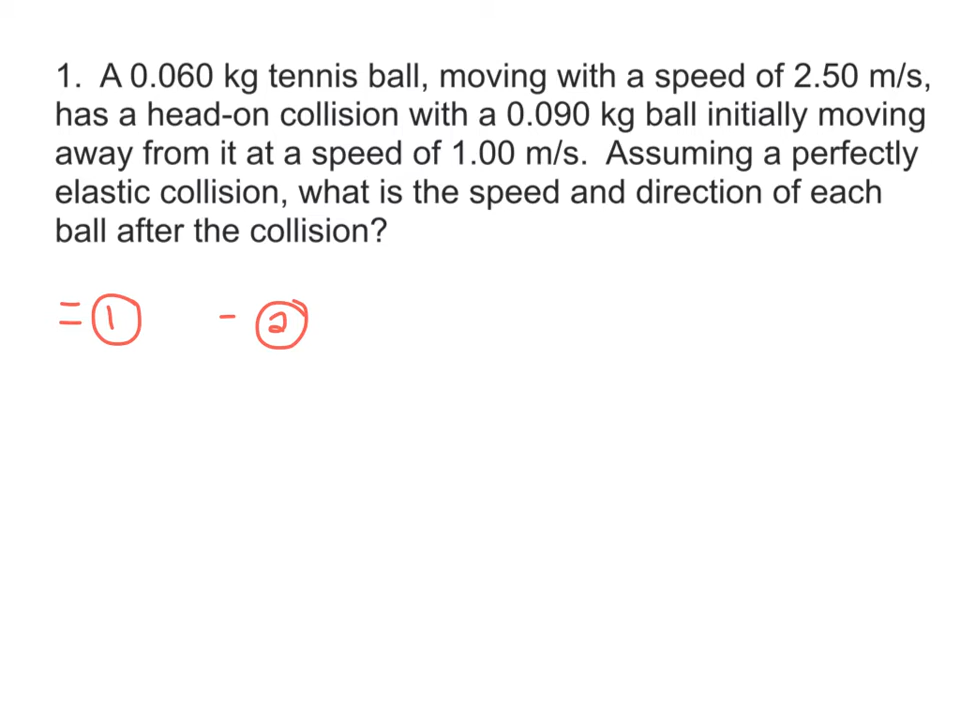 1. A 0.060 kg tennis ball, moving with a speed of 2.50 m/s,
has a head-on collision with a 0.090 kg ball initially moving
away from it at a speed of 1.00 m/s. Assuming a perfectly
elastic collision, what is the speed and direction of each
ball after the collision?
= ① - ②